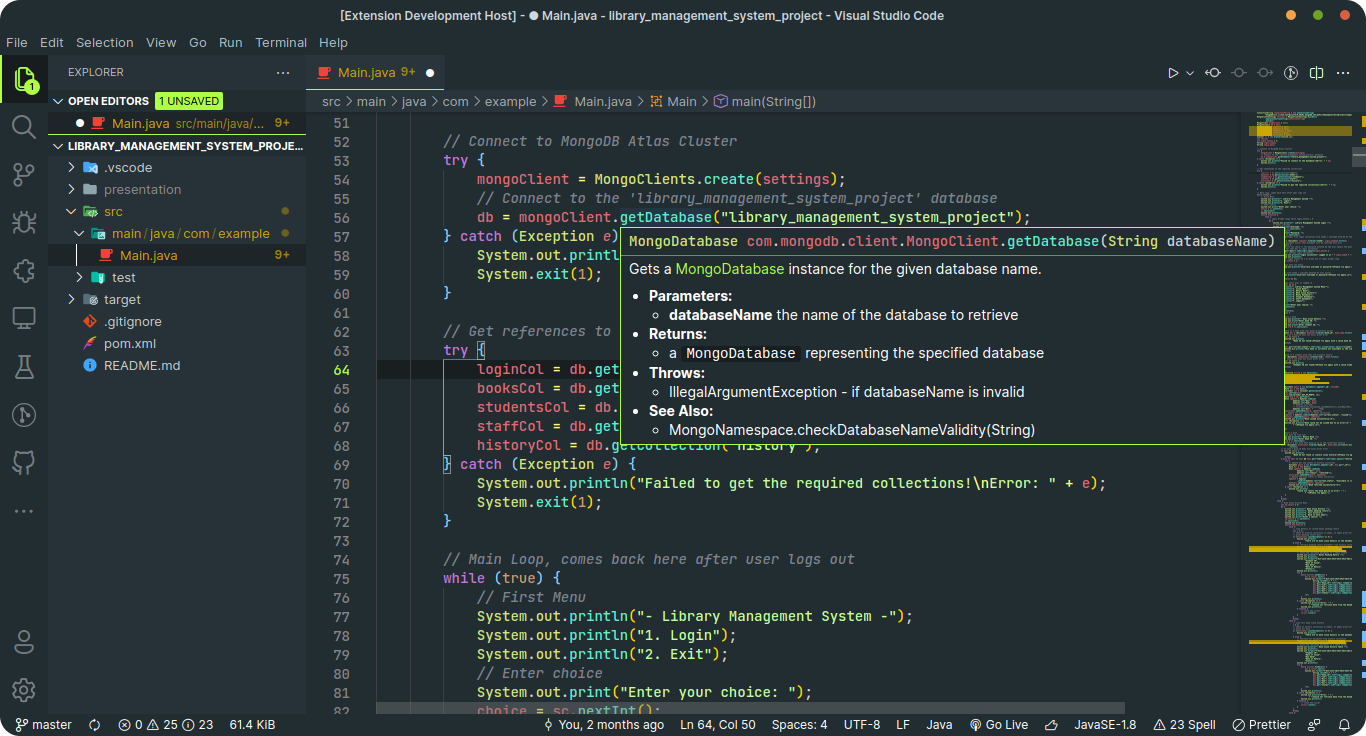 [Extension Development Host] - ● Main.java - library_management_system_project - Visual Studio Code
File Edit Selection View Go Run Terminal Help
EXPLORER ...
OPEN EDITORS 1 UNSAVED
● Main.java src/main/java/... 9+
LIBRARY_MANAGEMENT_SYSTEM_PROJE...
.vscode
presentation
src
main / java / com / example
Main.java 9+
test
target
.gitignore
pom.xml
README.md
1
Main.java 9+ ●
src > main > java > com > example > Main.java > Main > main(String[])
51
52 // Connect to MongoDB Atlas Cluster
53 try {
54 mongoClient = MongoClients.create(settings);
55 // Connect to the 'library_management_system_project' database
56 db = mongoClient.getDatabase("library_management_system_project");
57 } catch (Exception e)
58 System.out.println
59 System.exit(1);
60 }
61
62 // Get references to
63 try {
64 loginCol = db.get
65 booksCol = db.get
66 studentsCol = db.
67 staffCol = db.get
68 historyCol = db.getCollection("history");
69 } catch (Exception e) {
70 System.out.println("Failed to get the required collections!\nError: " + e);
71 System.exit(1);
72 }
73
74 // Main Loop, comes back here after user logs out
75 while (true) {
76 // First Menu
77 System.out.println("- Library Management System -");
78 System.out.println("1. Login");
79 System.out.println("2. Exit");
80 // Enter choice
81 System.out.print("Enter your choice: ");
82 choice = sc.nextInt();
MongoDatabase com.mongodb.client.MongoClient.getDatabase(String databaseName)
Gets a MongoDatabase instance for the given database name.
• Parameters:
◦ databaseName the name of the database to retrieve
• Returns:
◦ a MongoDatabase representing the specified database
• Throws:
◦ IllegalArgumentException - if databaseName is invalid
• See Also:
◦ MongoNamespace.checkDatabaseNameValidity(String)
master 0 25 23 61.4 KiB You, 2 months ago Ln 64, Col 50 Spaces: 4 UTF-8 LF Java Go Live JavaSE-1.8 23 Spell Prettier